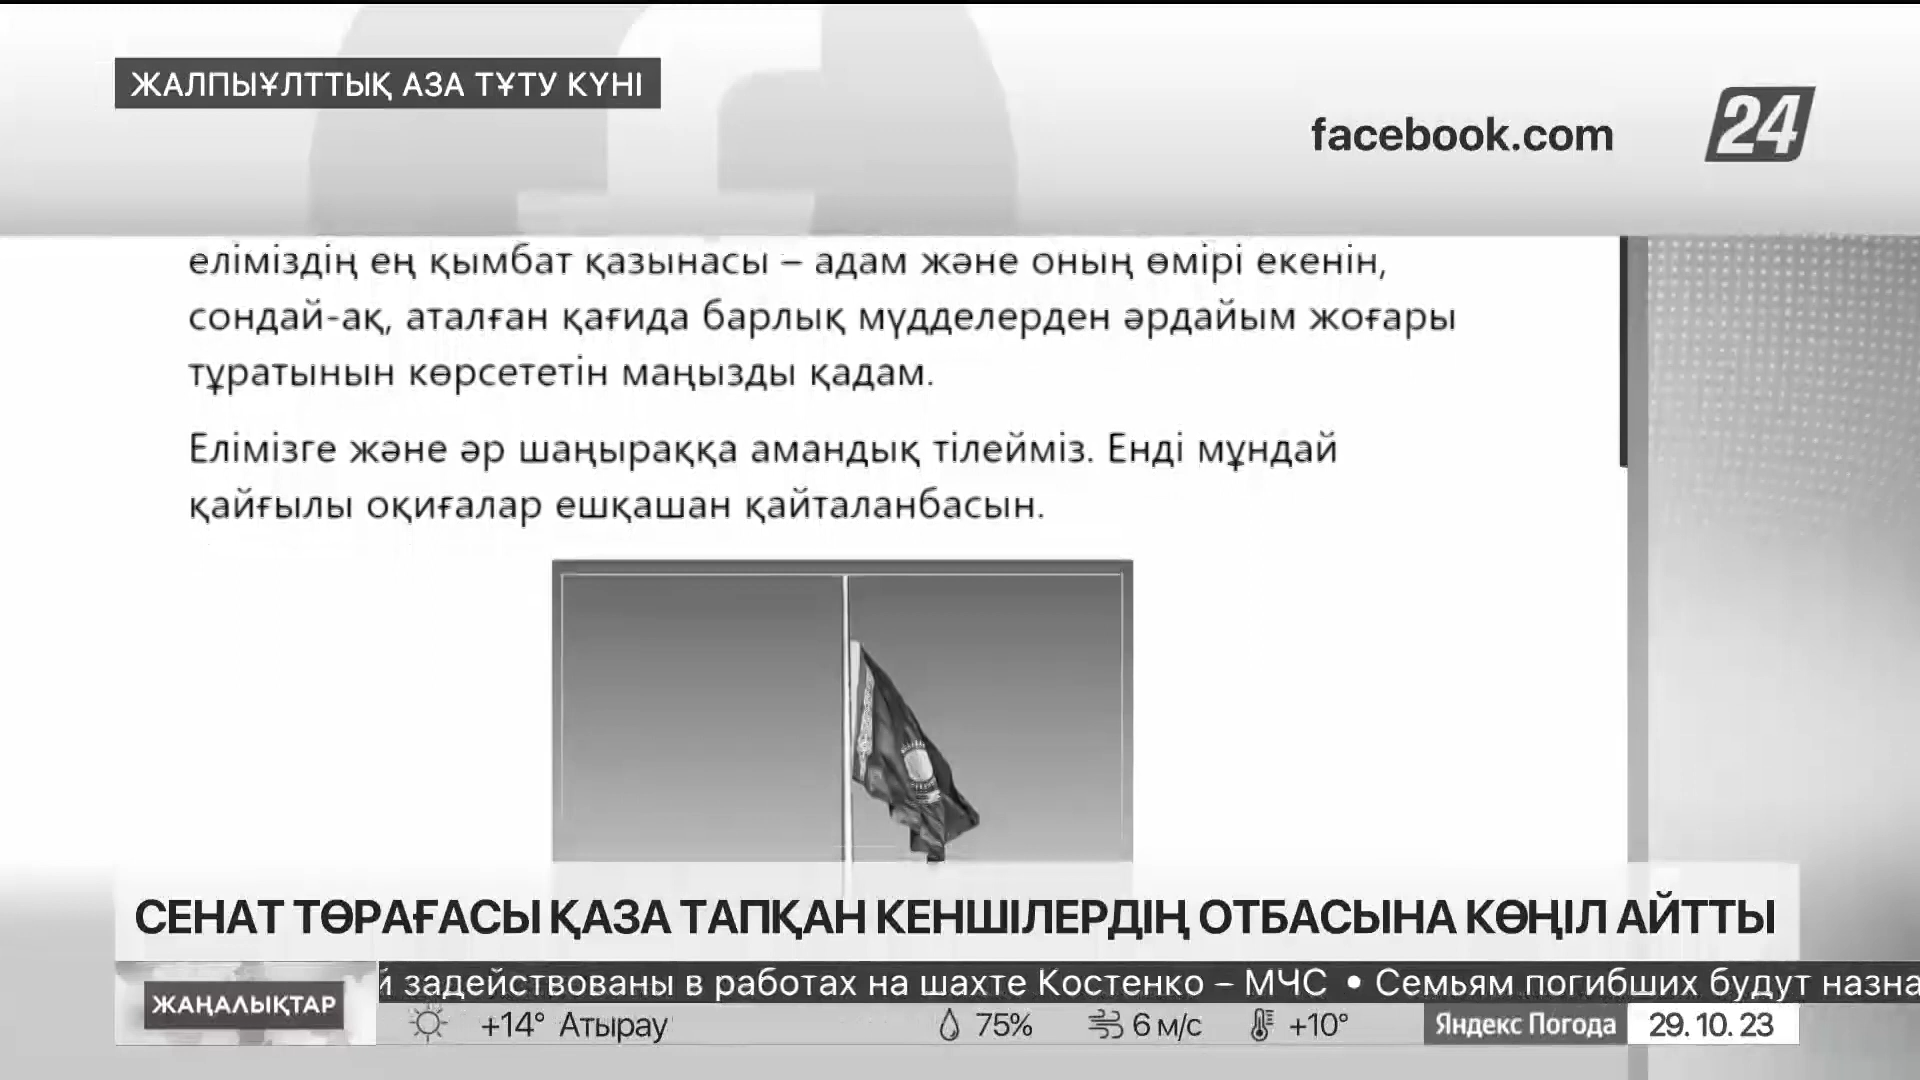 ЖАЛПЫҰЛТТЫҚ АЗА ТҰТУ КҮНІ
facebook.com
24
еліміздің ең қымбат қазынасы – адам және оның өмірі екенін,
сондай-ақ, аталған қағида барлық мүдделерден әрдайым жоғары
тұратынын көрсететін маңызды қадам.
Елімізге және әр шаңыраққа амандық тілейміз. Енді мұндай
қайғылы оқиғалар ешқашан қайталанбасын.
СЕНАТ ТӨРАҒАСЫ ҚАЗА ТАПҚАН КЕНШІЛЕРДІҢ ОТБАСЫНА КӨҢІЛ АЙТТЫ
й задействованы в работах на шахте Костенко – МЧС • Семьям погибших будут назна
ЖАҢАЛЫҚТАР
+14° Атырау 75% 6 м/с +10° Яндекс Погода 29. 10. 23